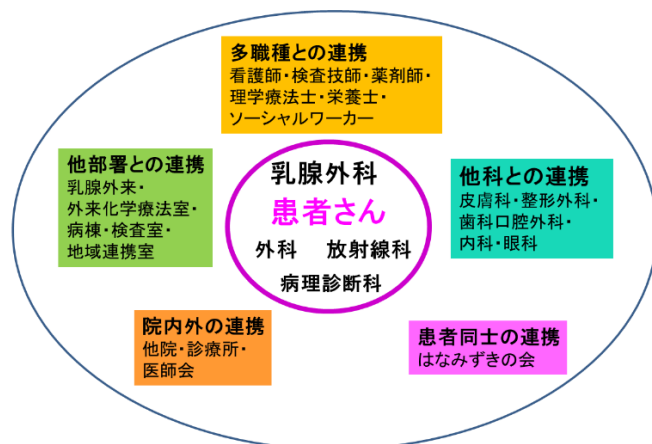 多職種との連携
看護師・検査技師・薬剤師・
理学療法士・栄養士・
ソーシャルワーカー
他部署との連携
乳腺外来・
外来化学療法室・
病棟・検査室・
地域連携室
乳腺外科
患者さん
外科 放射線科
病理診断科
他科との連携
皮膚科・整形外科・
歯科口腔外科・
内科・眼科
院内外の連携
他院・診療所・
医師会
患者同士の連携
はなみずきの会